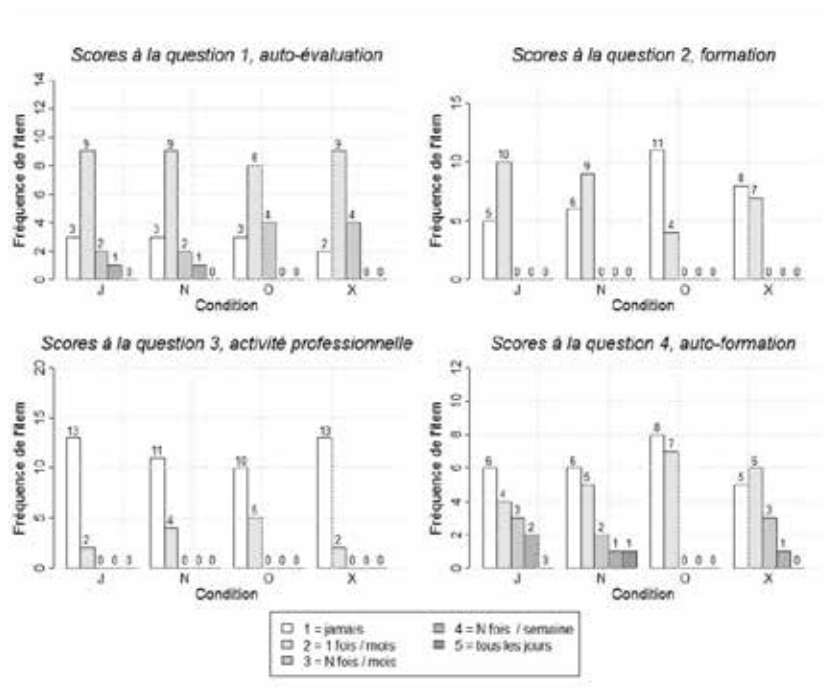 Scores à la question 1, auto-évaluation
Fréquence de l'item
0 2 4 6 8 10 12 14
3 9 2 1 0
3 9 2 1 0
3 8 4 0 0
2 9 4 0 0
J N O X
Condition
Scores à la question 2, formation
Fréquence de l'item
0 5 10 15
5 10 0 0 0
6 9 0 0 0
11 4 0 0 0
8 7 0 0 0
J N O X
Condition
Scores à la question 3, activité professionnelle
Fréquence de l'item
0 5 10 15 20
13 2 0 0 0
11 4 0 0 0
10 5 0 0 0
13 2 0 0 0
J N O X
Condition
Scores à la question 4, auto-formation
Fréquence de l'item
0 2 4 6 8 10 12
6 4 3 2 0
6 5 2 1 1
8 7 0 0 0
5 6 3 1 0
J N O X
Condition
1 = jamais
2 = 1 fois / mois
3 = N fois / mois
4 = N fois / semaine
5 = tous les jours